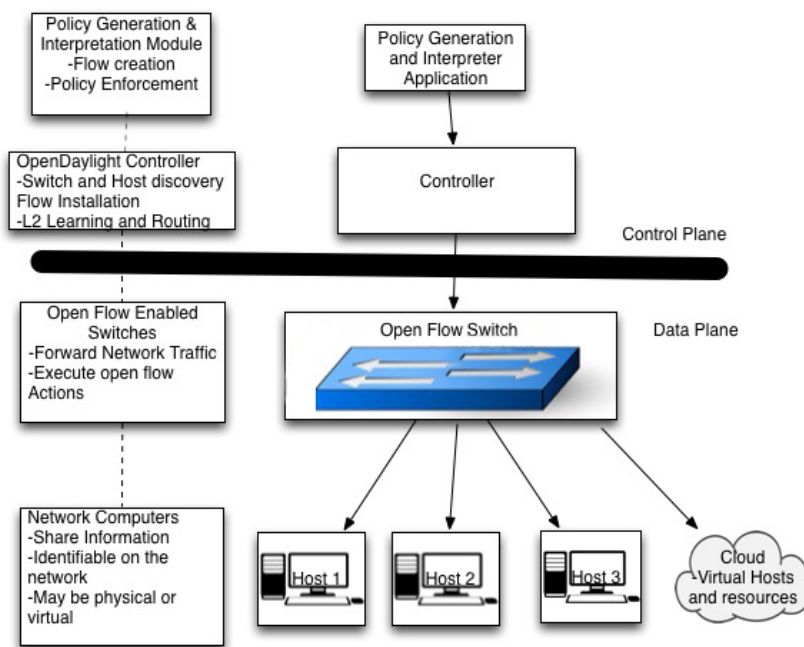 Policy Generation &
Interpretation Module
-Flow creation
-Policy Enforcement
Policy Generation
and Interpreter
Application
OpenDaylight Controller
-Switch and Host discovery
Flow Installation
-L2 Learning and Routing
Controller
Control Plane
Open Flow Enabled
Switches
-Forward Network Traffic
-Execute open flow
Actions
Open Flow Switch
Data Plane
Network Computers
-Share Information
-Identifiable on the
network
-May be physical or
virtual
Host 1
Host 2
Host 3
Cloud
-Virtual Hosts
and resources